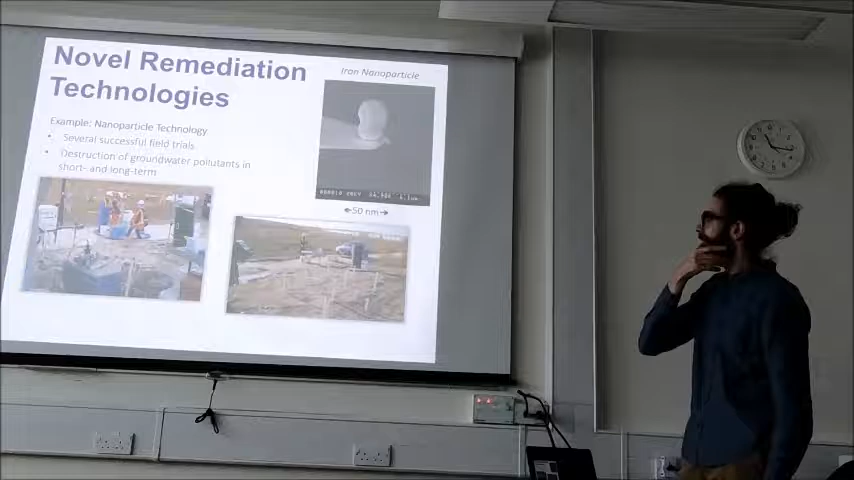 Novel Remediation
Technologies
Iron Nanoparticle
Example: Nanoparticle Technology
• Several successful field trials
• Destruction of groundwater pollutants in
short- and long-term
50 nm